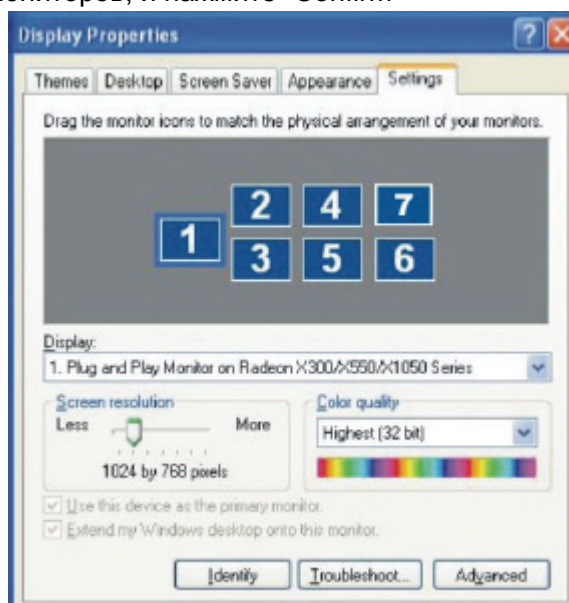 Display Properties
Themes Desktop Screen Saver Appearance Settings
Drag the monitor icons to match the physical arrangement of your monitors.
2 4 7
1
3 5 6
Display:
1. Plug and Play Monitor on Radeon X300/X550/X1050 Series
Screen resolution
Less More
1024 by 768 pixels
Color quality
Highest (32 bit)
Use this device as the primary monitor.
Extend my Windows desktop onto this monitor.
Identify Troubleshoot... Advanced